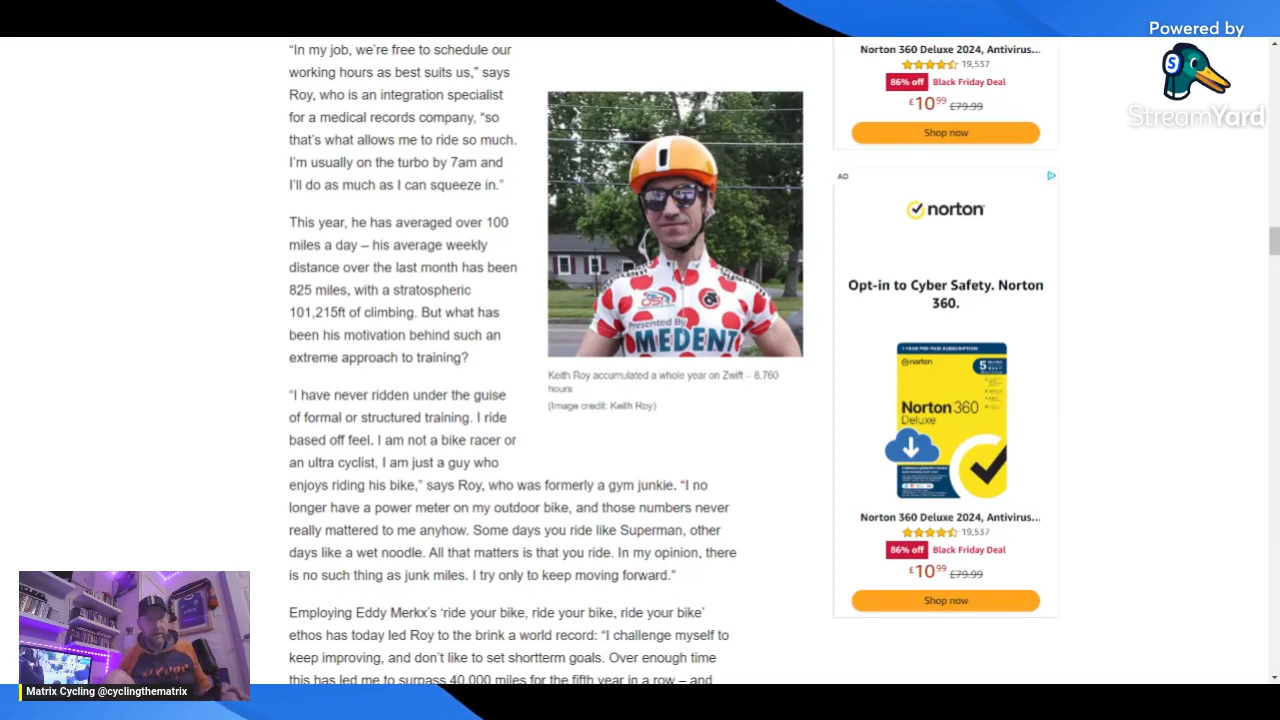 Powered by
StreamYard
S
“In my job, we’re free to schedule our
working hours as best suits us,” says
Roy, who is an integration specialist
for a medical records company, “so
that’s what allows me to ride so much.
I’m usually on the turbo by 7am and
I’ll do as much as I can squeeze in.”
This year, he has averaged over 100
miles a day – his average weekly
distance over the last month has been
825 miles, with a stratospheric
101,215ft of climbing. But what has
been his motivation behind such an
extreme approach to training?
“I have never ridden under the guise
of formal or structured training. I ride
based off feel. I am not a bike racer or
an ultra cyclist, I am just a guy who
enjoys riding his bike,” says Roy, who was formerly a gym junkie. “I no
longer have a power meter on my outdoor bike, and those numbers never
really mattered to me anyhow. Some days you ride like Superman, other
days like a wet noodle. All that matters is that you ride. In my opinion, there
is no such thing as junk miles. I try only to keep moving forward.”
Employing Eddy Merkx’s ‘ride your bike, ride your bike, ride your bike’
ethos has today led Roy to the brink a world record: “I challenge myself to
keep improving, and don’t like to set shortterm goals. Over enough time
this has led me to surpass 40,000 miles for the fifth year in a row – and
Presented By
MEDENT
Keith Roy accumulated a whole year on Zwift – 8,760
hours
(Image credit: Keith Roy)
Norton 360 Deluxe 2024, Antivirus...
19,537
86% off Black Friday Deal
£10⁹⁹ £79.99
Shop now
AD
norton
Opt-in to Cyber Safety. Norton
360.
norton
5
Norton 360
Deluxe
Norton 360 Deluxe 2024, Antivirus...
19,537
86% off Black Friday Deal
£10⁹⁹ £79.99
Shop now
Matrix Cycling @cyclingthematrix